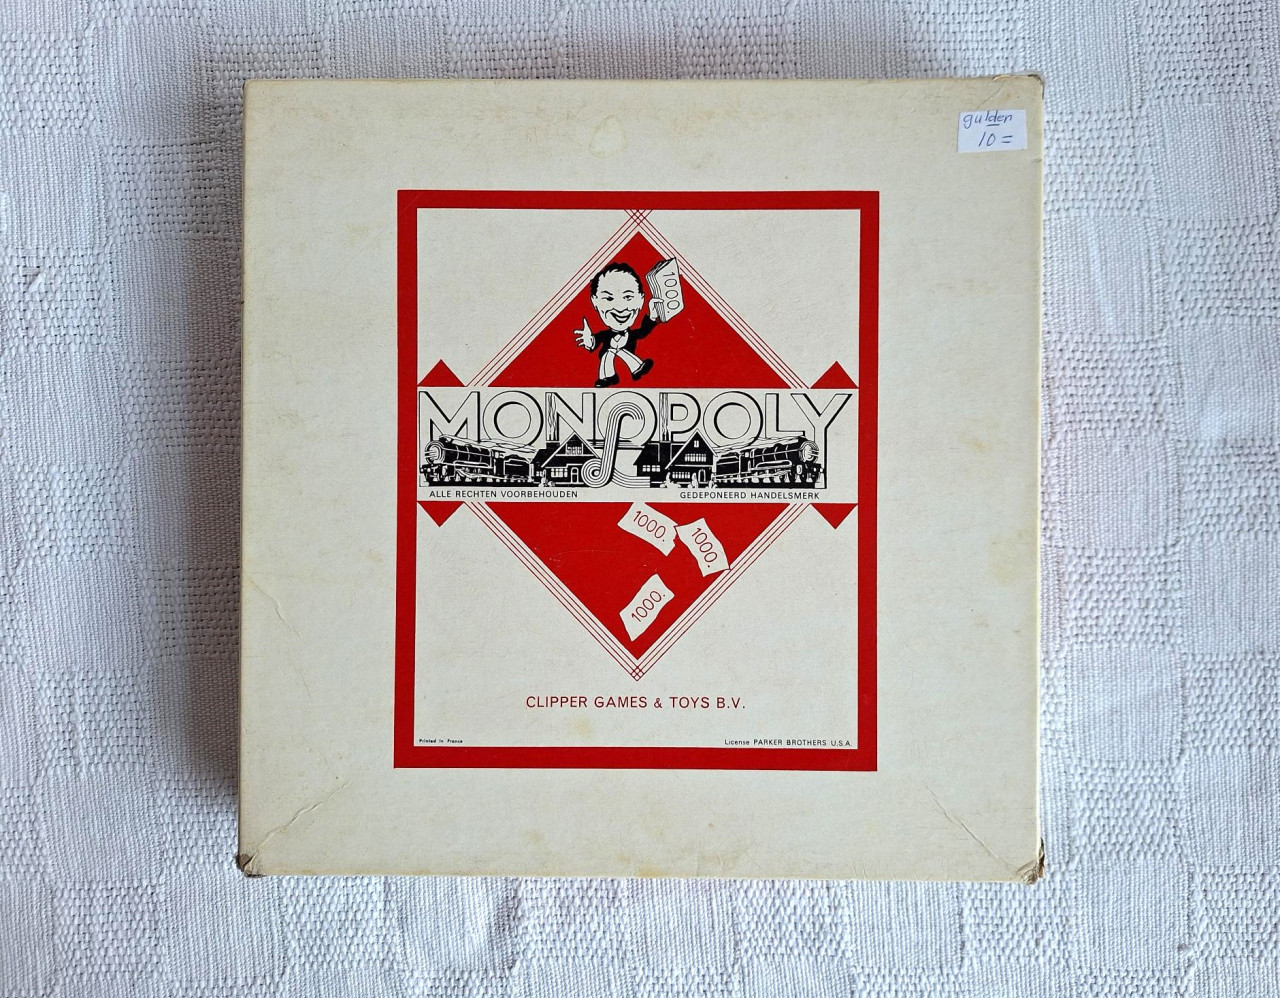 gulden
10=
1000
MONOPOLY
ALLE RECHTEN VOORBEHOUDEN
GEDEPONEERD HANDELSMERK
1000.
1000.
1000.
CLIPPER GAMES & TOYS B.V.
Printed in France
License PARKER BROTHERS U.S.A.